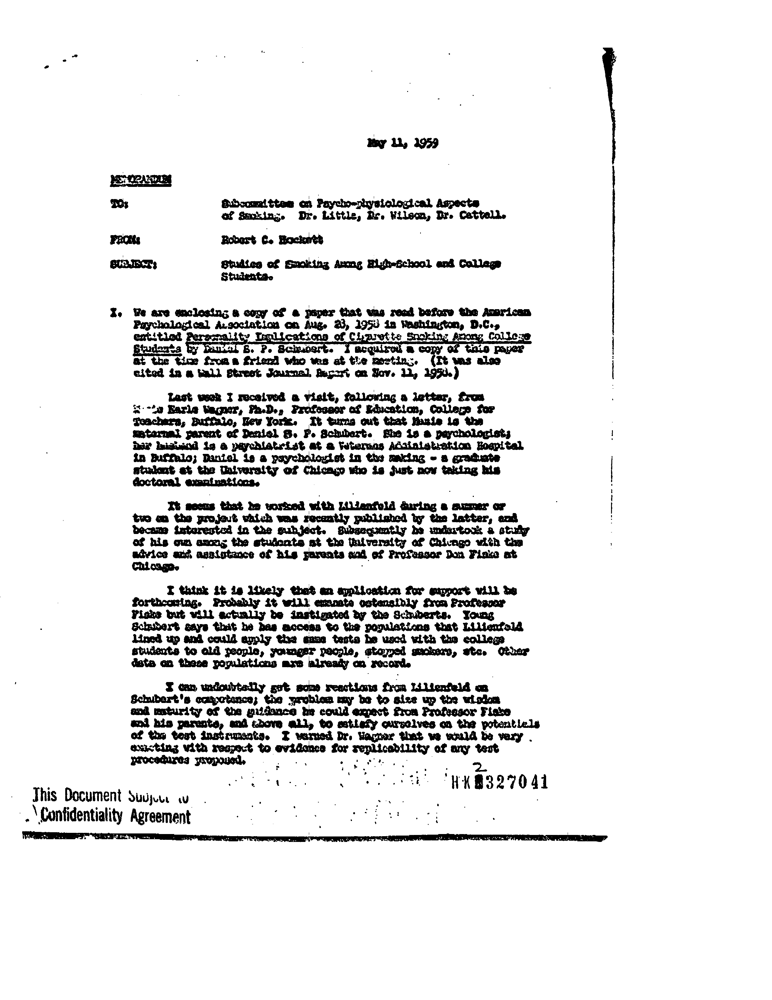 May 11, 1959
MEMORANDUM
TO: Subcommittee on Psycho-physiological Aspects
of Smoking. Dr. Little, Dr. Wilson, Dr. Cattell.
FROM: Robert C. Hockett
SUBJECT: Studies of Smoking Among High-School and College
Students.
I. We are enclosing a copy of a paper that was read before the American
Psychological Association on Aug. 28, 1958 in Washington, D.C.,
entitled Personality Implications of Cigarette Smoking Among College
Students by Daniel S. P. Schubert. I acquired a copy of this paper
at the time from a friend who was at the meeting. (It was also
cited in a Wall Street Journal Report on Nov. 11, 1958.)
Last week I received a visit, following a letter, from
Earle Wagner, Ph.D., Professor of Education, College for
Teachers, Buffalo, New York. It turns out that is the
maternal parent of Daniel S. P. Schubert. She is a psychologist;
her husband is a psychiatrist at a Veterans Administration Hospital
in Buffalo; Daniel is a psychologist in the making - a graduate
student at the University of Chicago who is just now taking his
doctoral examinations.
It seems that he worked with Lilienfeld during a summer or
two on the project which was recently published by the latter, and
became interested in the subject. Subsequently he undertook a study
of his own among the students at the University of Chicago with the
advice and assistance of his parents and of Professor Don Fiske at
Chicago.
I think it is likely that an application for support will be
forthcoming. Probably it will emanate ostensibly from Professor
Fiske but will actually be instigated by the Schuberts. Young
Schubert says that he has access to the populations that Lilienfeld
lined up and could apply the same tests he used with the college
students to old people, younger people, stopped smokers, etc. Other
data on these populations are already on record.
I can undoubtedly get some reactions from Lilienfeld on
Schubert's competence; the problem may be to size up the wisdom
and maturity of the guidance he could expect from Professor Fiske
and his parents, and above all, to satisfy ourselves on the potentials
of the test instruments. I warned Dr. Wagner that we would be very
exacting with respect to evidence for replicability of any test
procedures proposed.
2
HK 327041
This Document Subject to
Confidentiality Agreement